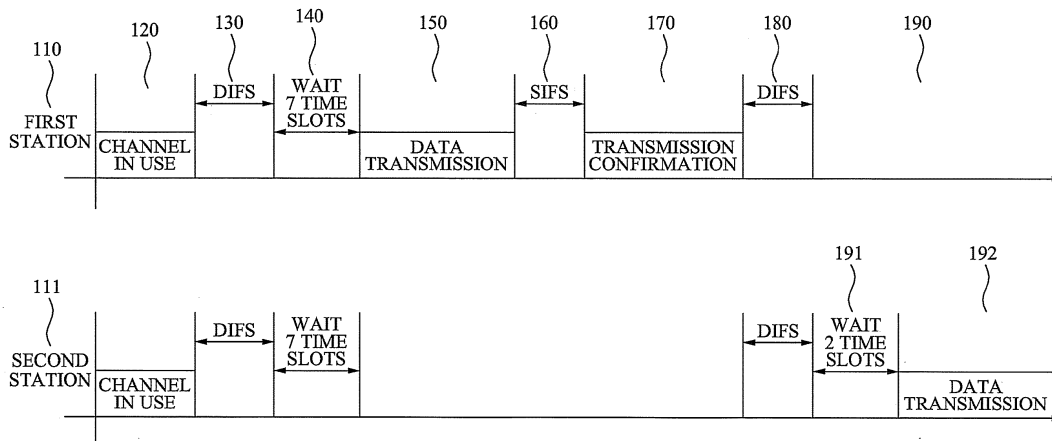 110
120
130
140
150
160
170
180
190
FIRST
STATION
CHANNEL
IN USE
DIFS
WAIT
7 TIME
SLOTS
DATA
TRANSMISSION
SIFS
TRANSMISSION
CONFIRMATION
DIFS
111
191
192
SECOND
STATION
CHANNEL
IN USE
DIFS
WAIT
7 TIME
SLOTS
DIFS
WAIT
2 TIME
SLOTS
DATA
TRANSMISSION